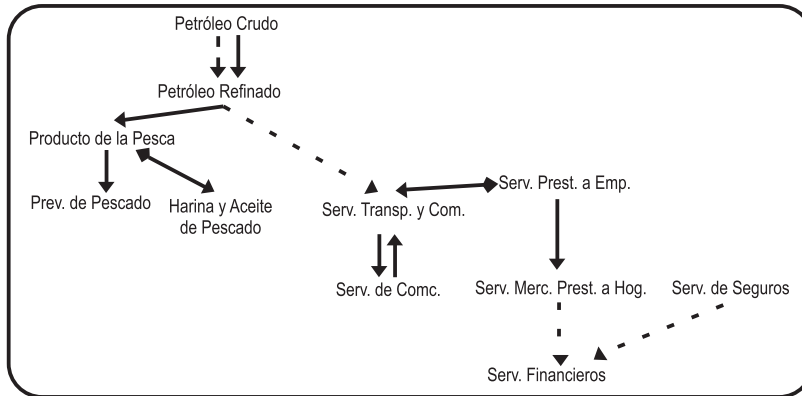 Petróleo Crudo
Petróleo Refinado
Producto de la Pesca
Prev. de Pescado
Harina y Aceite
de Pescado
Serv. Transp. y Com.
Serv. Prest. a Emp.
Serv. de Comc.
Serv. Merc. Prest. a Hog.
Serv. de Seguros
Serv. Financieros